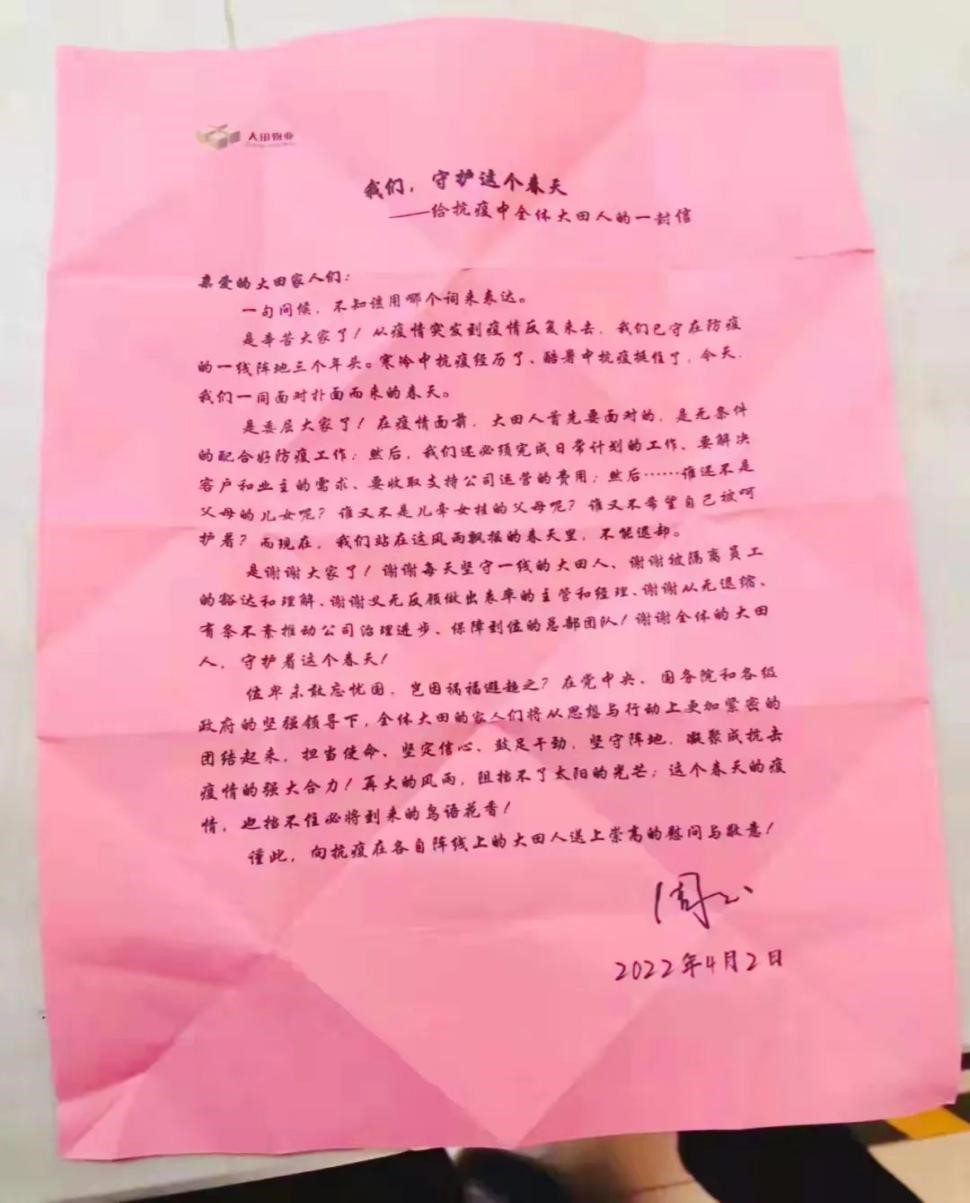 大田物业
我们，守护这个春天
——给抗疫中全体大田人的一封信
亲爱的大田家人们：
一句问候，不知该用哪个词来表达。
是辛苦大家了！从疫情突发到疫情反复来去，我们已守在防疫
的一线阵地三个年头。寒冷中抗疫经历了、酷暑中抗疫挺住了，今天，
我们一同面对扑面而来的春天。
是委屈大家了！在疫情面前，大田人首先要面对的，是无条件
的配合好防疫工作；然后，我们还必须完成日常计划的工作、要解决
客户和业主的需求、要收取支持公司运营的费用；然后……谁还不是
父母的儿女呢？谁又不是儿牵女挂的父母呢？谁又不希望自己被呵
护着？而现在，我们站在这风雨飘摇的春天里，不能退却。
是谢谢大家了！谢谢每天坚守一线的大田人、谢谢被隔离员工
的豁达和理解、谢谢义无反顾做出表率的主管和经理、谢谢从无退缩、
有条不紊推动公司治理进步、保障到位的总部团队！谢谢全体的大田
人，守护着这个春天！
位卑未敢忘忧国，岂因祸福避趋之？在党中央、国务院和各级
政府的坚强领导下，全体大田的家人们将从思想与行动上更加紧密的
团结起来，担当使命、坚定信心、鼓足干劲，坚守阵地，凝聚成抗击
疫情的强大合力！再大的风雨，阻挡不了太阳的光芒；这个春天的疫
情，也挡不住必将到来的鸟语花香！
谨此，向抗疫在各自阵线上的大田人送上崇高的慰问与敬意！
2022年4月2日